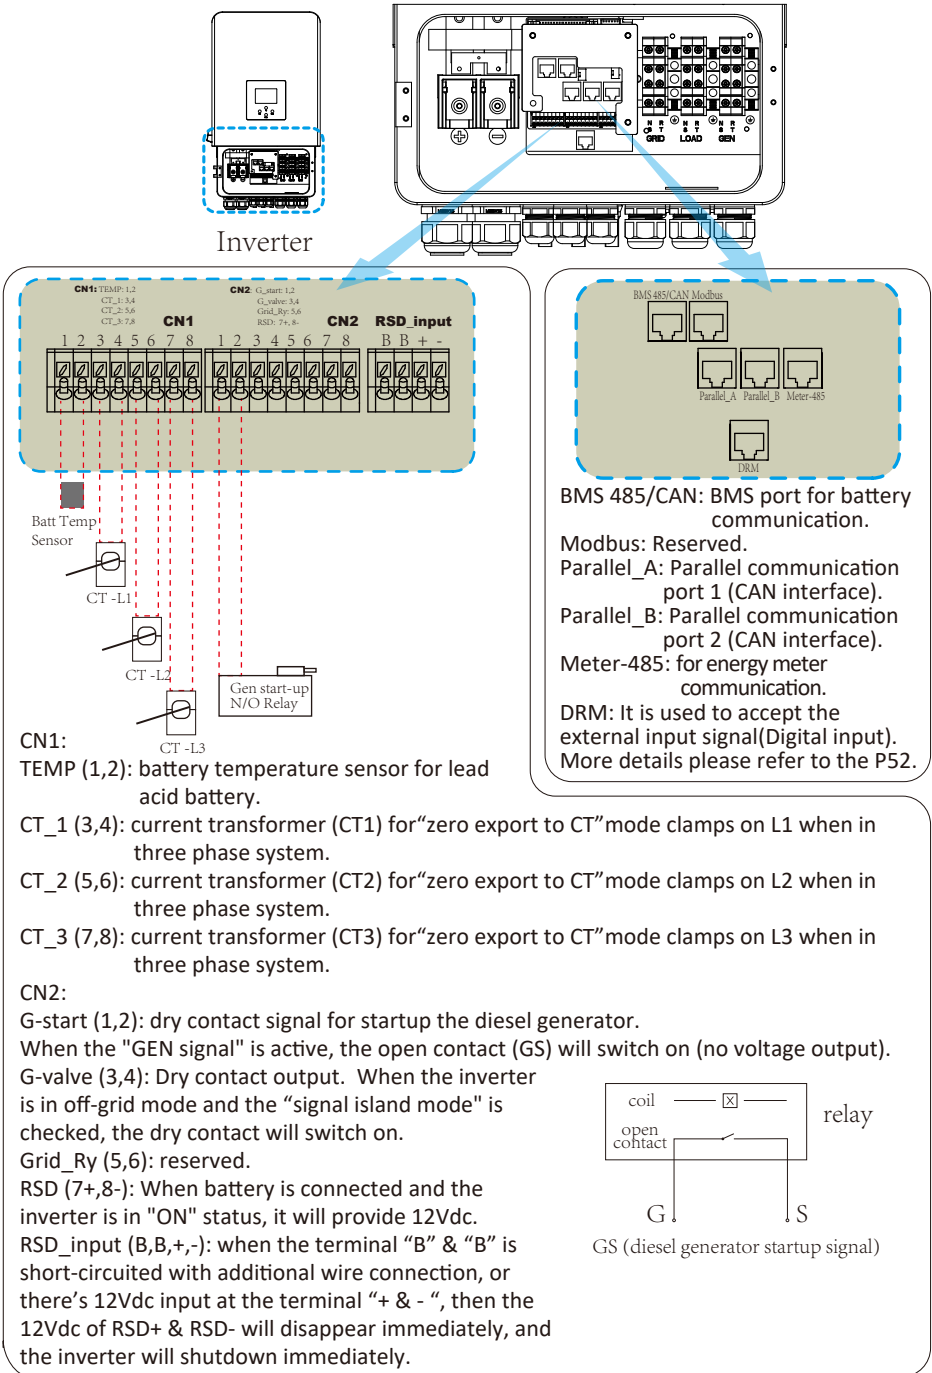 N R N R N R
S T S T S T
GRID LOAD GEN
Inverter
CN1: TEMP: 1,2
CT_1: 3,4
CT_2: 5,6
CT_3: 7,8
CN1
CN2 G_start: 1,2
G_valve: 3,4
Grid_Ry: 5,6
RSD: 7+, 8-
CN2
RSD_input
1 2 3 4 5 6 7 8
1 2 3 4 5 6 7 8
B B + -
Batt Temp
Sensor
CT -L1
CT -L2
CT -L3
Gen start-up
N/O Relay
BMS 485/CAN Modbus
Parallel_A Parallel_B Meter-485
DRM
BMS 485/CAN: BMS port for battery
communication.
Modbus: Reserved.
Parallel_A: Parallel communication
port 1 (CAN interface).
Parallel_B: Parallel communication
port 2 (CAN interface).
Meter-485: for energy meter
communication.
DRM: It is used to accept the
external input signal(Digital input).
More details please refer to the P52.
CN1:
TEMP (1,2): battery temperature sensor for lead
acid battery.
CT_1 (3,4): current transformer (CT1) for“zero export to CT”mode clamps on L1 when in
three phase system.
CT_2 (5,6): current transformer (CT2) for“zero export to CT”mode clamps on L2 when in
three phase system.
CT_3 (7,8): current transformer (CT3) for“zero export to CT”mode clamps on L3 when in
three phase system.
CN2:
G-start (1,2): dry contact signal for startup the diesel generator.
When the "GEN signal" is active, the open contact (GS) will switch on (no voltage output).
G-valve (3,4): Dry contact output. When the inverter
is in off-grid mode and the “signal island mode" is
checked, the dry contact will switch on.
Grid_Ry (5,6): reserved.
RSD (7+,8-): When battery is connected and the
inverter is in "ON" status, it will provide 12Vdc.
RSD_input (B,B,+,-): when the terminal “B” & “B” is
short-circuited with additional wire connection, or
there’s 12Vdc input at the terminal “+ & - “, then the
12Vdc of RSD+ & RSD- will disappear immediately, and
the inverter will shutdown immediately.
coil
open
contact
relay
G S
GS (diesel generator startup signal)